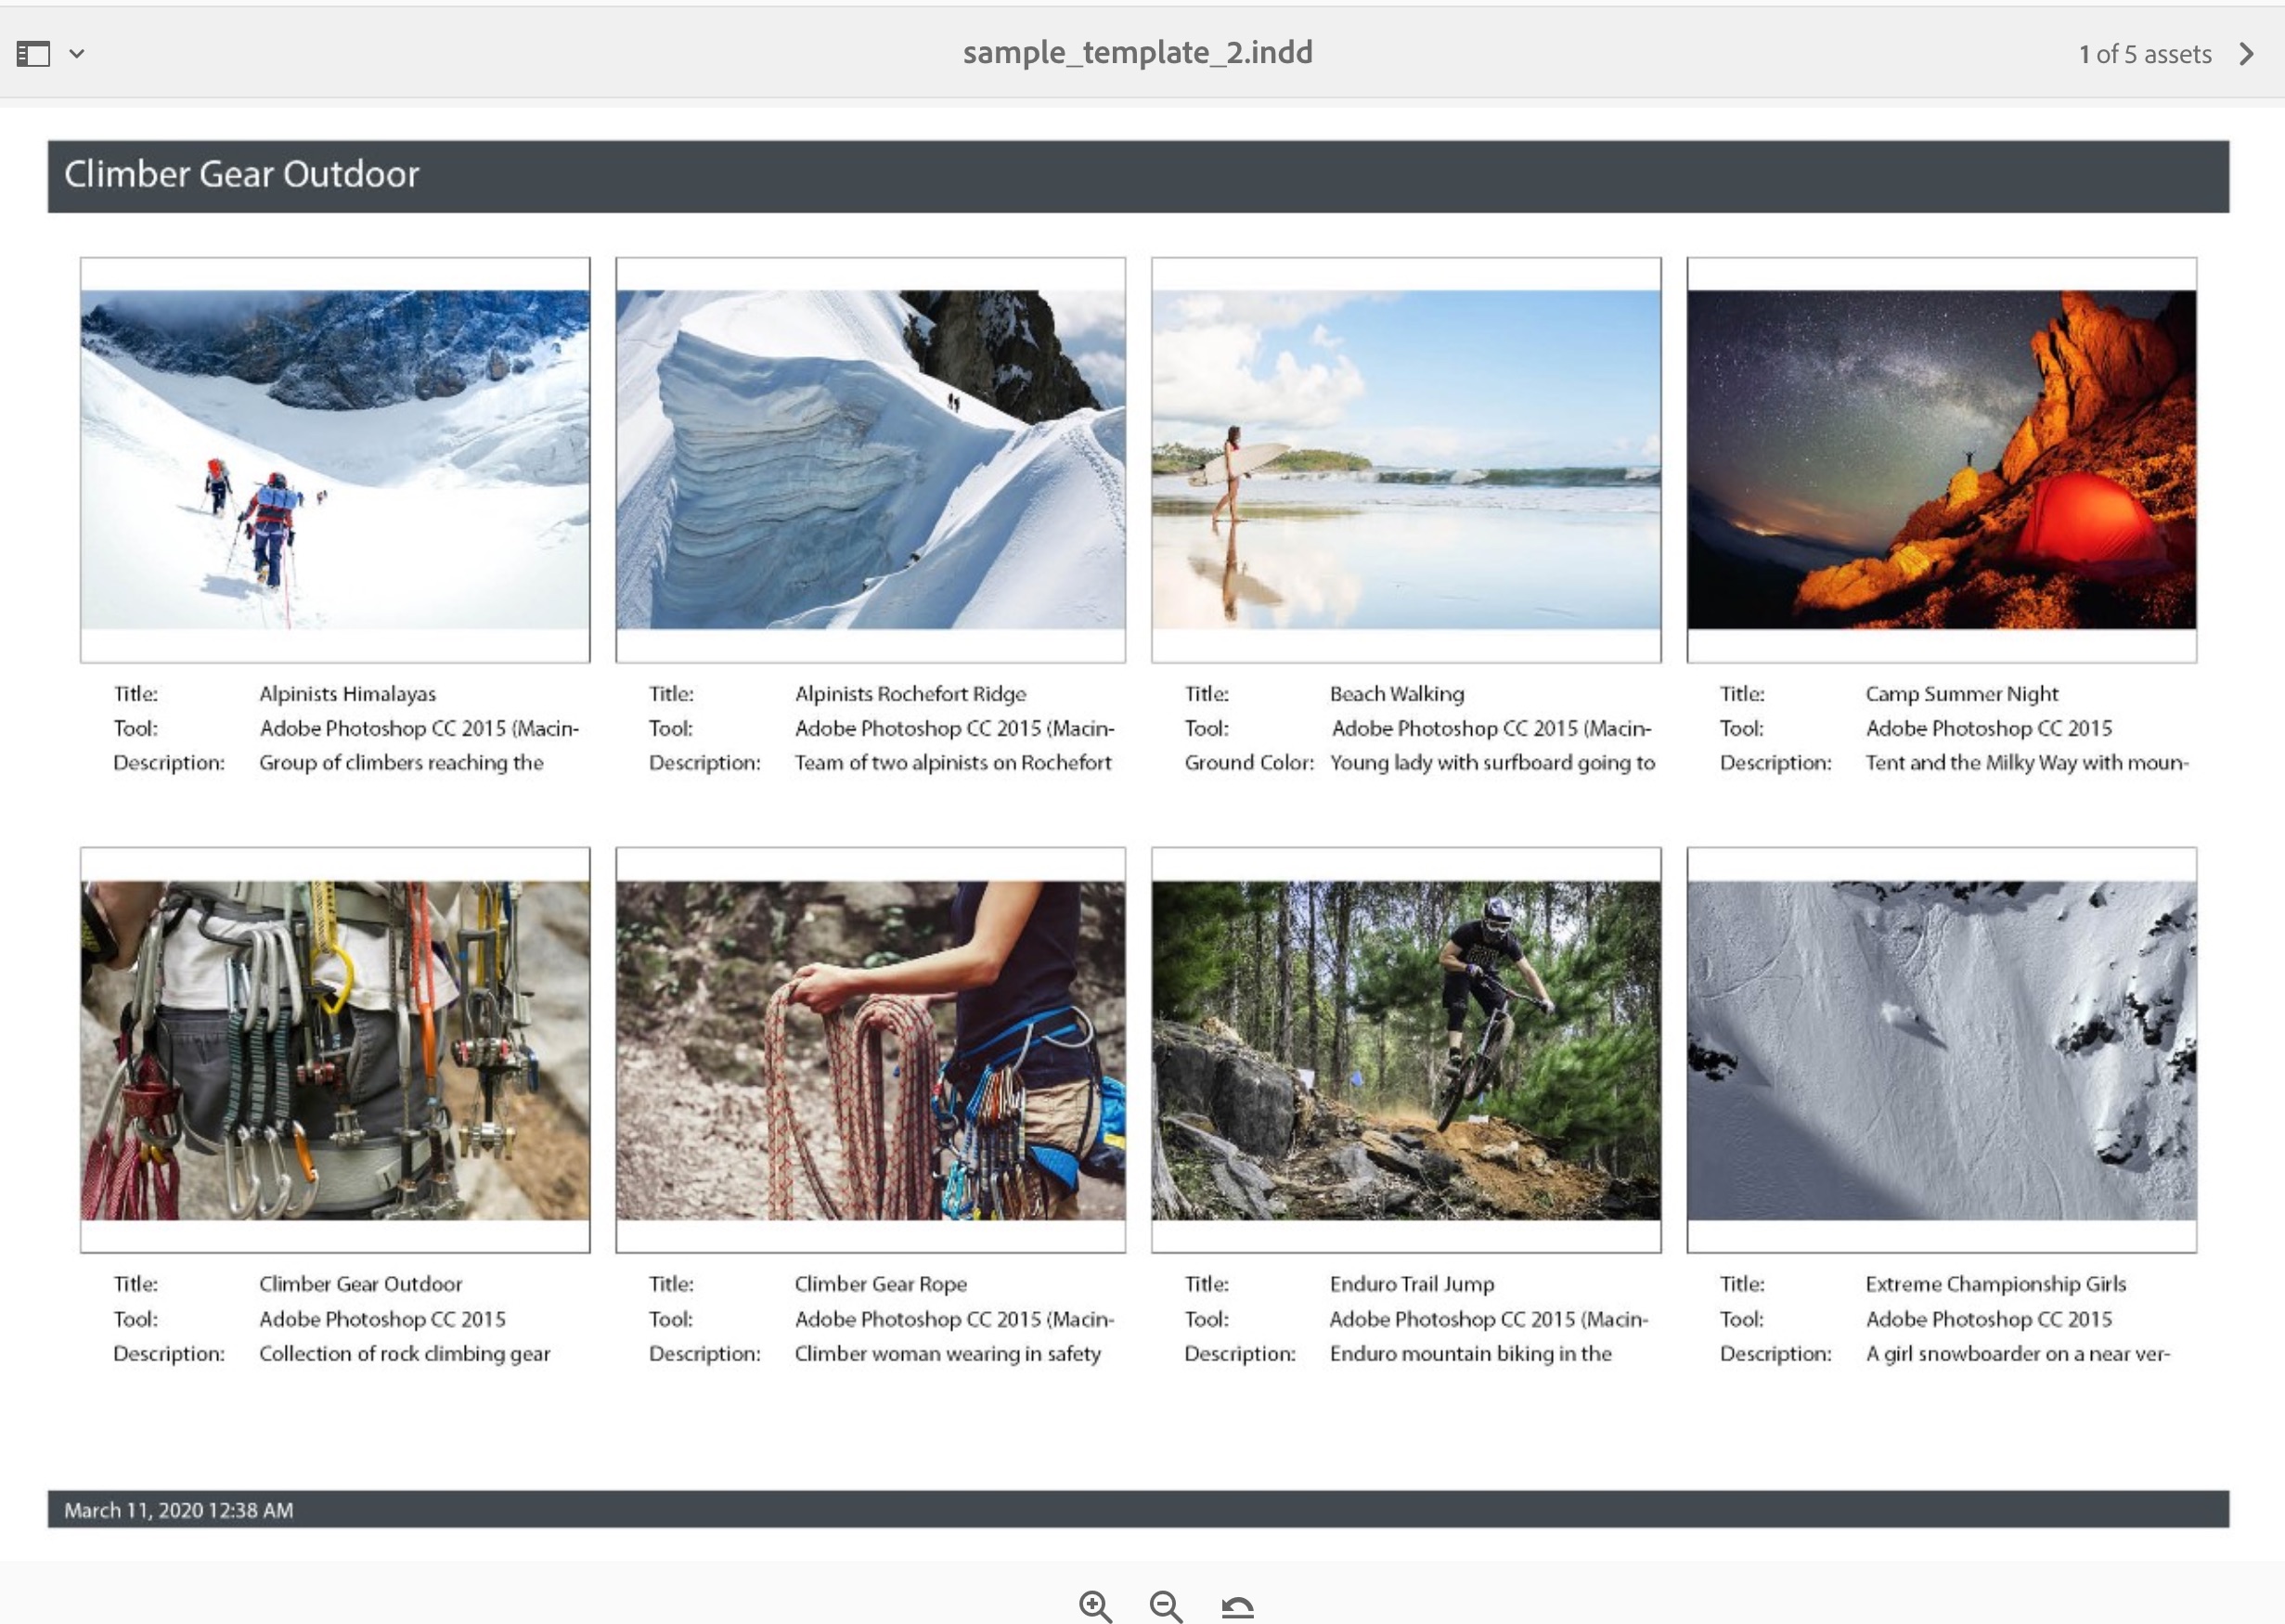 sample_template_2.indd
1 of 5 assets
Climber Gear Outdoor
Title: Alpinists Himalayas
Tool: Adobe Photoshop CC 2015 (Macin-
Description: Group of climbers reaching the
Title: Alpinists Rochefort Ridge
Tool: Adobe Photoshop CC 2015 (Macin-
Description: Team of two alpinists on Rochefort
Title: Beach Walking
Tool: Adobe Photoshop CC 2015 (Macin-
Ground Color: Young lady with surfboard going to
Title: Camp Summer Night
Tool: Adobe Photoshop CC 2015
Description: Tent and the Milky Way with moun-
Title: Climber Gear Outdoor
Tool: Adobe Photoshop CC 2015
Description: Collection of rock climbing gear
Title: Climber Gear Rope
Tool: Adobe Photoshop CC 2015 (Macin-
Description: Climber woman wearing in safety
Title: Enduro Trail Jump
Tool: Adobe Photoshop CC 2015 (Macin-
Description: Enduro mountain biking in the
Title: Extreme Championship Girls
Tool: Adobe Photoshop CC 2015
Description: A girl snowboarder on a near ver-
March 11, 2020 12:38 AM